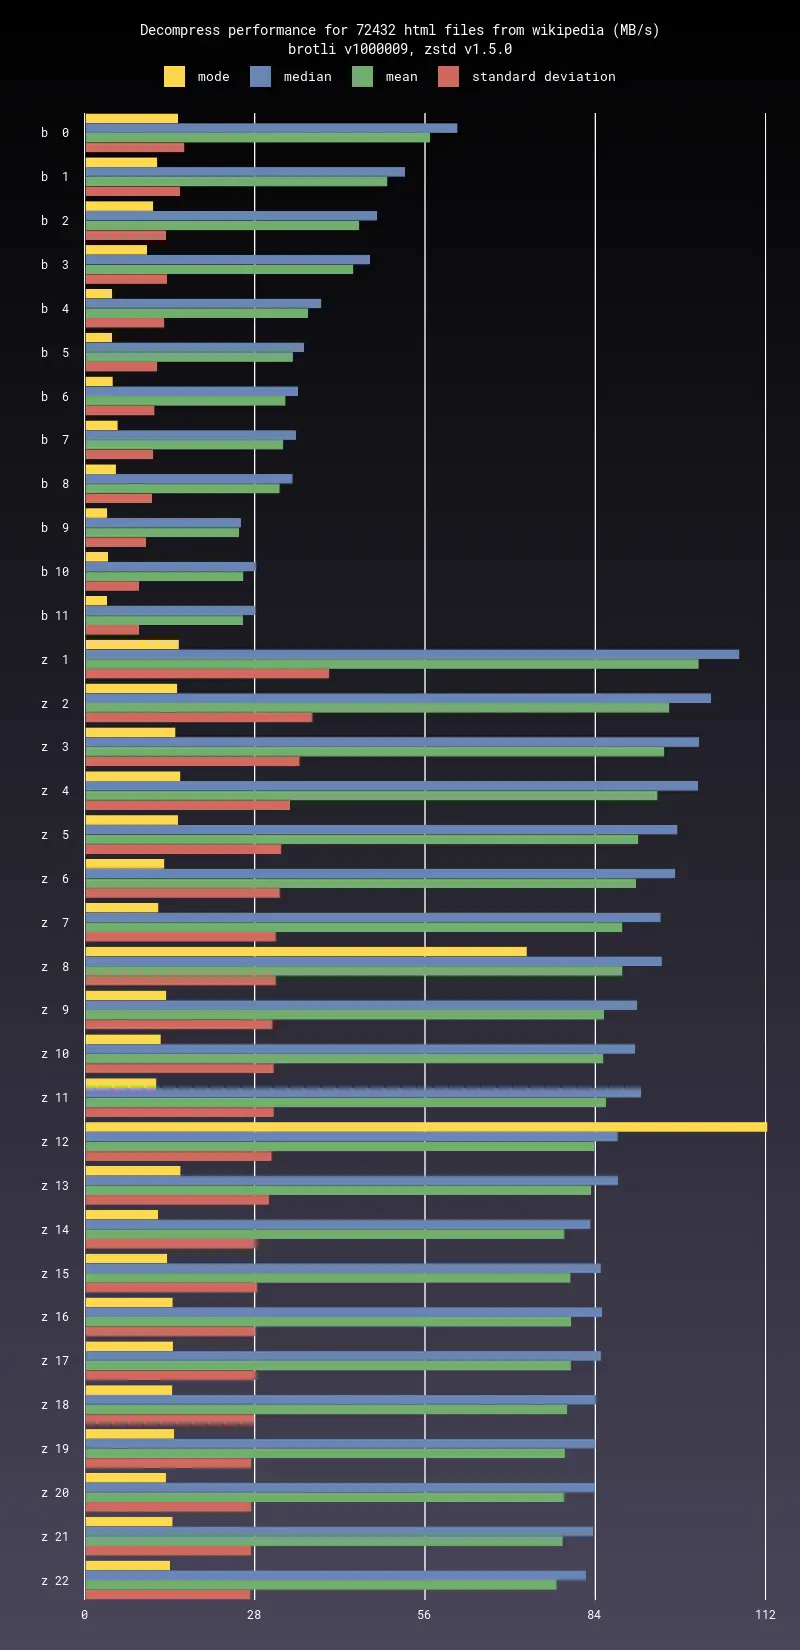 Decompress performance for 72432 html files from wikipedia (MB/s)
brotli v1000009, zstd v1.5.0
mode median mean standard deviation
b 0
b 1
b 2
b 3
b 4
b 5
b 6
b 7
b 8
b 9
b 10
b 11
z 1
z 2
z 3
z 4
z 5
z 6
z 7
z 8
z 9
z 10
z 11
z 12
z 13
z 14
z 15
z 16
z 17
z 18
z 19
z 20
z 21
z 22
0 28 56 84 112